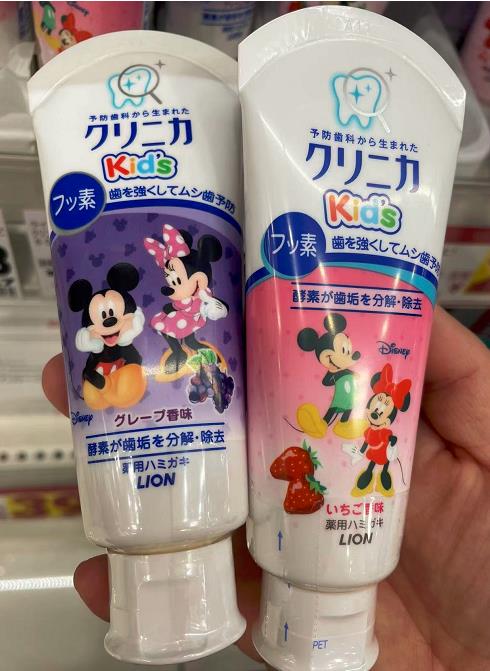 予防歯科から生まれた
クリニカ
Kid's
フッ素
歯を強くしてムシ歯予防
Disney
グレープ香味
酵素が歯垢を分解・除去
薬用ハミガキ
LION
予防歯科から生まれた
クリニカ
Kid's
フッ素
歯を強くしてムシ歯予防
酵素が歯垢を分解・除去
Disney
いちご香味
薬用ハミガキ
LION
PET